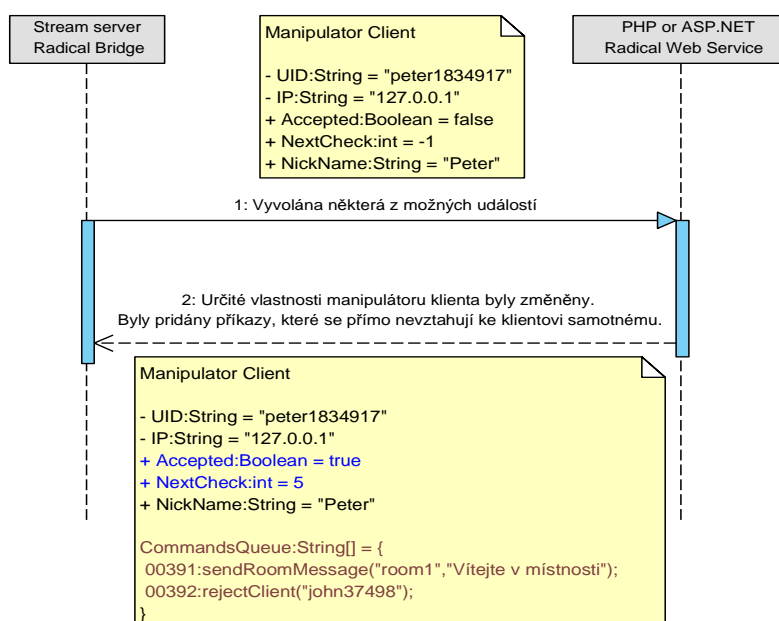 Stream server
Radical Bridge
Manipulator Client
- UID:String = "peter1834917"
- IP:String = "127.0.0.1"
+ Accepted:Boolean = false
+ NextCheck:int = -1
+ NickName:String = "Peter"
PHP or ASP.NET
Radical Web Service
1: Vyvolána některá z možných událostí
2: Určité vlastnosti manipulátoru klienta byly změněny.
Byly pridány příkazy, které se přímo nevztahují ke klientovi samotnému.
Manipulator Client
- UID:String = "peter1834917"
- IP:String = "127.0.0.1"
+ Accepted:Boolean = true
+ NextCheck:int = 5
+ NickName:String = "Peter"
CommandsQueue:String[] = {
00391:sendRoomMessage("room1","Vítejte v místnosti");
00392:rejectClient("john37498");
}